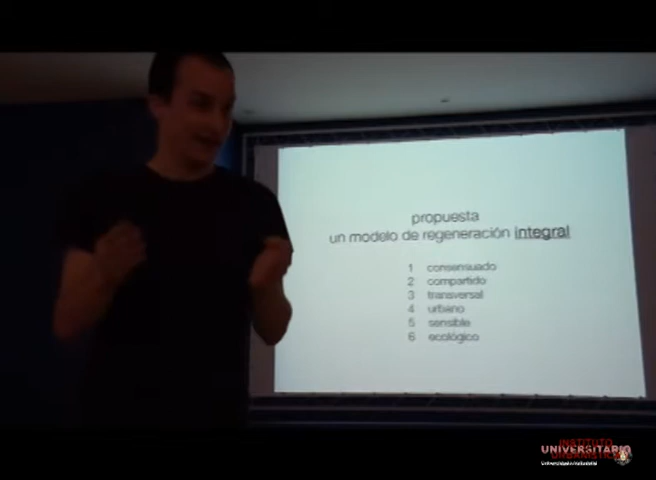 propuesta
un modelo de regeneración integral
1 consensuado
2 compartido
3 transversal
4 urbano
5 sensible
6 ecológico
INSTITUTO
UNIVERSITARIO